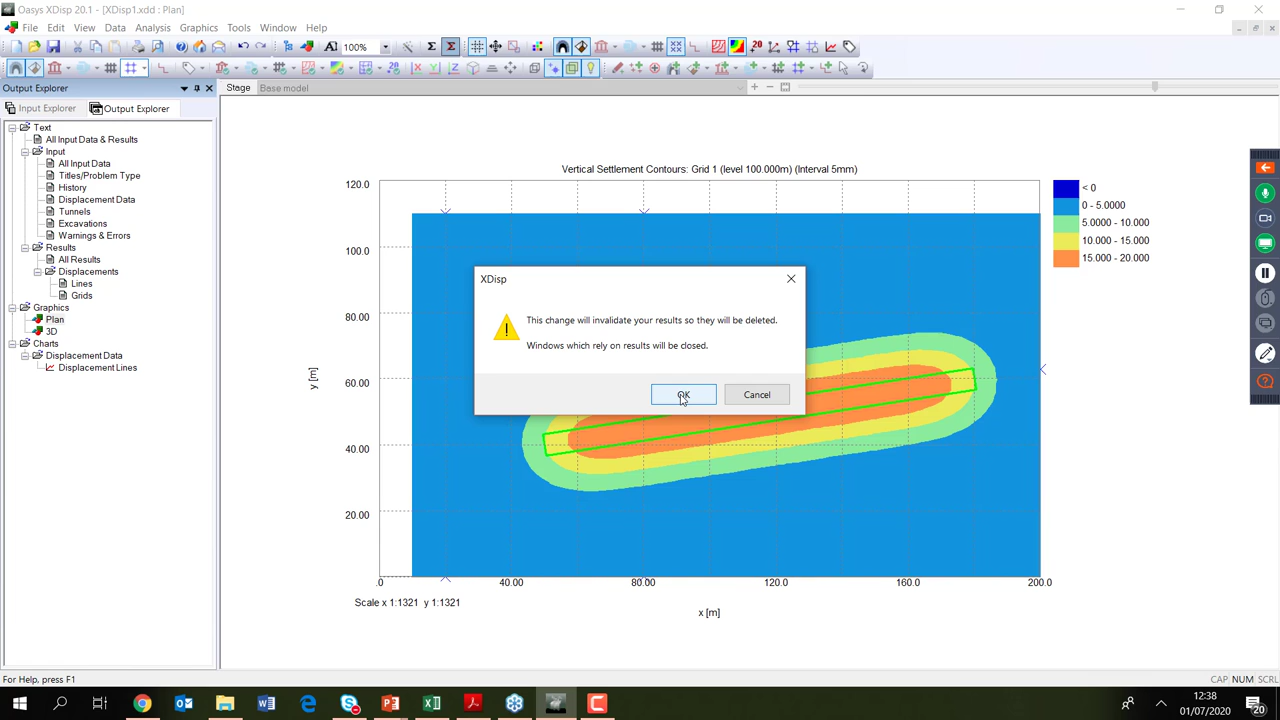 Oasys XDisp 20.1 - [XDisp1.xdd : Plan]
File Edit View Data Analysis Graphics Tools Window Help
100%
Output Explorer
Stage Base model
Input Explorer Output Explorer
Text
All Input Data & Results
Input
All Input Data
Titles/Problem Type
History
Displacement Data
Tunnels
Excavations
Warnings & Errors
Results
All Results
Displacements
Lines
Grids
Graphics
Plan
3D
Charts
Displacement Data
Displacement Lines
Vertical Settlement Contours: Grid 1 (level 100.000m) (Interval 5mm)
120.0
100.0
80.00
60.00
40.00
20.00
y [m]
.0 40.00 80.00 120.0 160.0 200.0
x [m]
Scale x 1:1321 y 1:1321
< 0
0 - 5.0000
5.0000 - 10.000
10.000 - 15.000
15.000 - 20.000
XDisp
This change will invalidate your results so they will be deleted.
Windows which rely on results will be closed.
OK Cancel
For Help, press F1
CAP NUM SCRL
12:38
01/07/2020
20